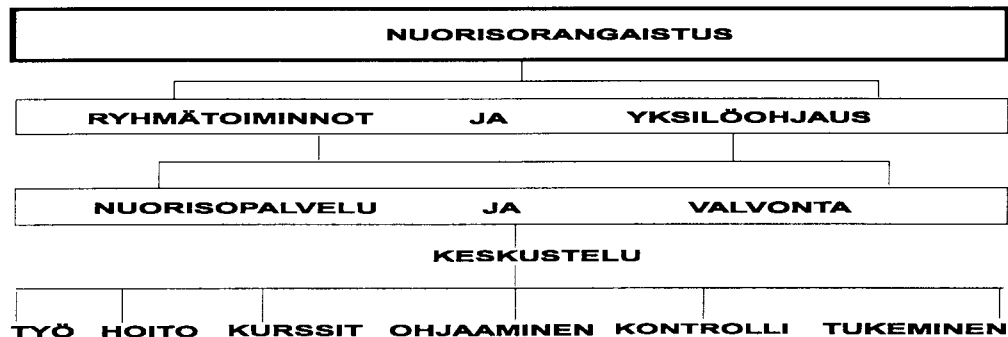 NUORISORANGAISTUS
RYHMÄTOIMINNOT JA YKSILÖOHJAUS
NUORISOPALVELU JA VALVONTA
KESKUSTELU
TYÖ HOITO KURSSIT OHJAAMINEN KONTROLLI TUKEMINEN